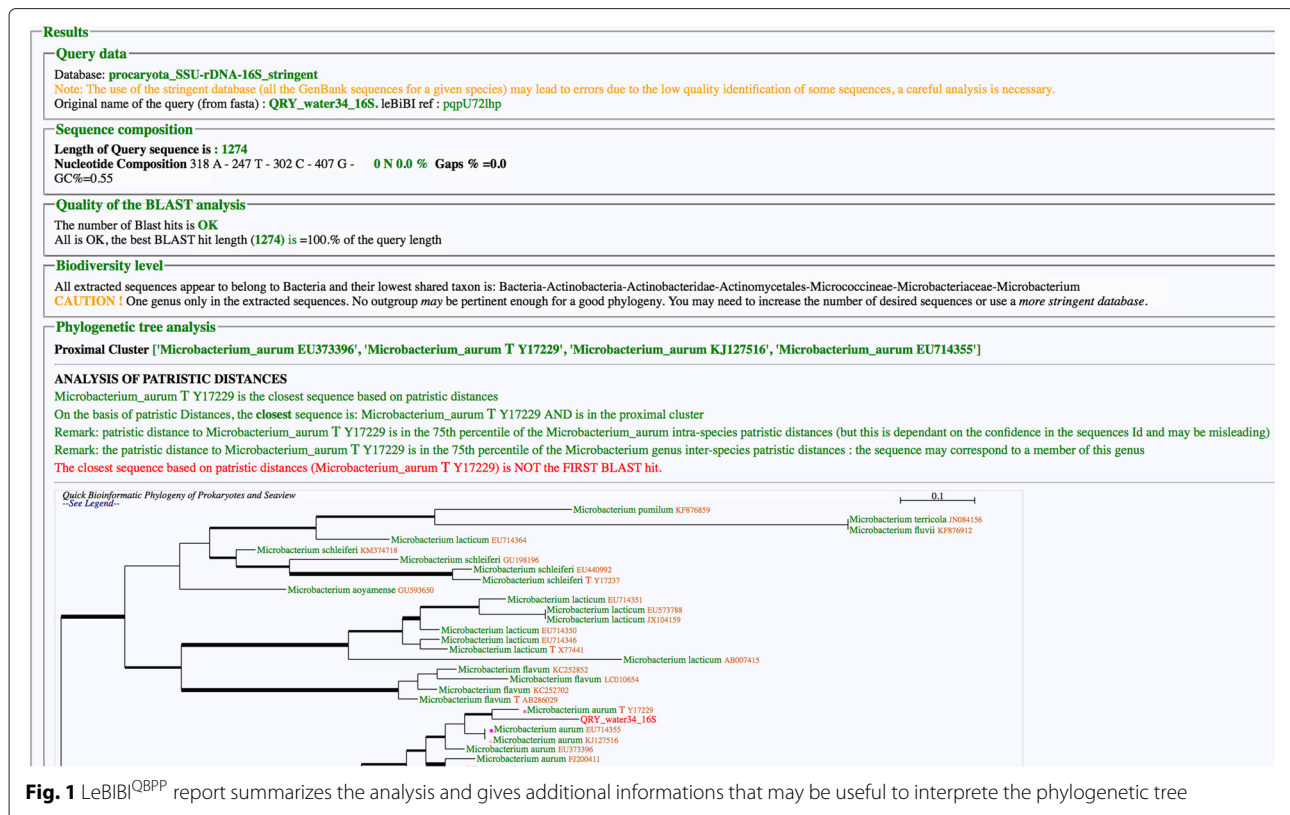 Results
Query data
Database: procaryota_SSU-rDNA-16S_stringent
Note: The use of the stringent database (all the GenBank sequences for a given species) may lead to errors due to the low quality identification of some sequences, a careful analysis is necessary.
Original name of the query (from fasta) : QRY_water34_16S. leBiBI ref : pqpU72lhp
Sequence composition
Length of Query sequence is : 1274
Nucleotide Composition 318 A - 247 T - 302 C - 407 G - 0 N 0.0 % Gaps % =0.0
GC%=0.55
Quality of the BLAST analysis
The number of Blast hits is OK
All is OK, the best BLAST hit length (1274) is =100.% of the query length
Biodiversity level
All extracted sequences appear to belong to Bacteria and their lowest shared taxon is: Bacteria-Actinobacteria-Actinobacteridae-Actinomycetales-Micrococcineae-Microbacteriaceae-Microbacterium
CAUTION ! One genus only in the extracted sequences. No outgroup may be pertinent enough for a good phylogeny. You may need to increase the number of desired sequences or use a more stringent database.
Phylogenetic tree analysis
Proximal Cluster ['Microbacterium_aurum EU373396', 'Microbacterium_aurum T Y17229', 'Microbacterium_aurum KJ127516', 'Microbacterium_aurum EU714355']
ANALYSIS OF PATRISTIC DISTANCES
Microbacterium_aurum T Y17229 is the closest sequence based on patristic distances
On the basis of patristic Distances, the closest sequence is: Microbacterium_aurum T Y17229 AND is in the proximal cluster
Remark: patristic distance to Microbacterium_aurum T Y17229 is in the 75th percentile of the Microbacterium_aurum intra-species patristic distances (but this is dependant on the confidence in the sequences Id and may be misleading)
Remark: the patristic distance to Microbacterium_aurum T Y17229 is in the 75th percentile of the Microbacterium genus inter-species patristic distances : the sequence may correspond to a member of this genus
The closest sequence based on patristic distances (Microbacterium_aurum T Y17229) is NOT the FIRST BLAST hit.
Quick Bioinformatic Phylogeny of Prokaryotes and Seaview
--See Legend--
0.1
Microbacterium pumilum KF876859
Microbacterium terricola JN084156
Microbacterium fluvii KF876912
Microbacterium lacticum EU714364
Microbacterium schleiferi KM374718
Microbacterium schleiferi GU198196
Microbacterium schleiferi EU440992
Microbacterium schleiferi T Y17237
Microbacterium aoyamense GU593650
Microbacterium lacticum EU714351
Microbacterium lacticum EU573788
Microbacterium lacticum JX104159
Microbacterium lacticum EU714350
Microbacterium lacticum EU714346
Microbacterium lacticum T X77441
Microbacterium lacticum AB007415
Microbacterium flavum KC252852
Microbacterium flavum LC010654
Microbacterium flavum KC252702
Microbacterium flavum T AB286029
Microbacterium aurum T Y17229
QRY_water34_16S
Microbacterium aurum EU714355
Microbacterium aurum KJ127516
Microbacterium aurum EU373396
Microbacterium aurum FJ200411
Fig. 1 LeBIBI^QBPP report summarizes the analysis and gives additional informations that may be useful to interprete the phylogenetic tree